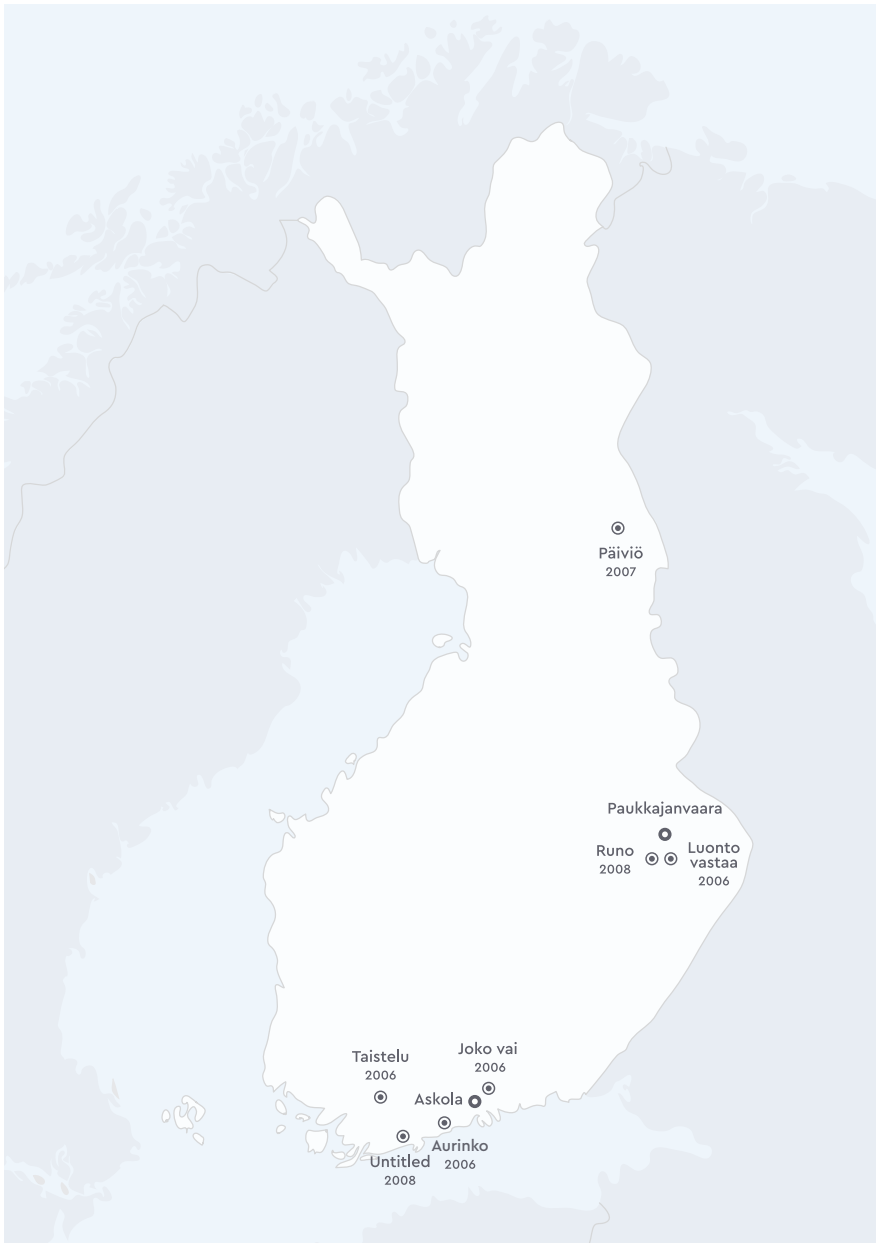 Päiviö
2007
Paukkajanvaara
Runo
2008
Luonto
vastaa
2006
Taistelu
2006
Joko vai
2006
Askola
Aurinko
2006
Untitled
2008